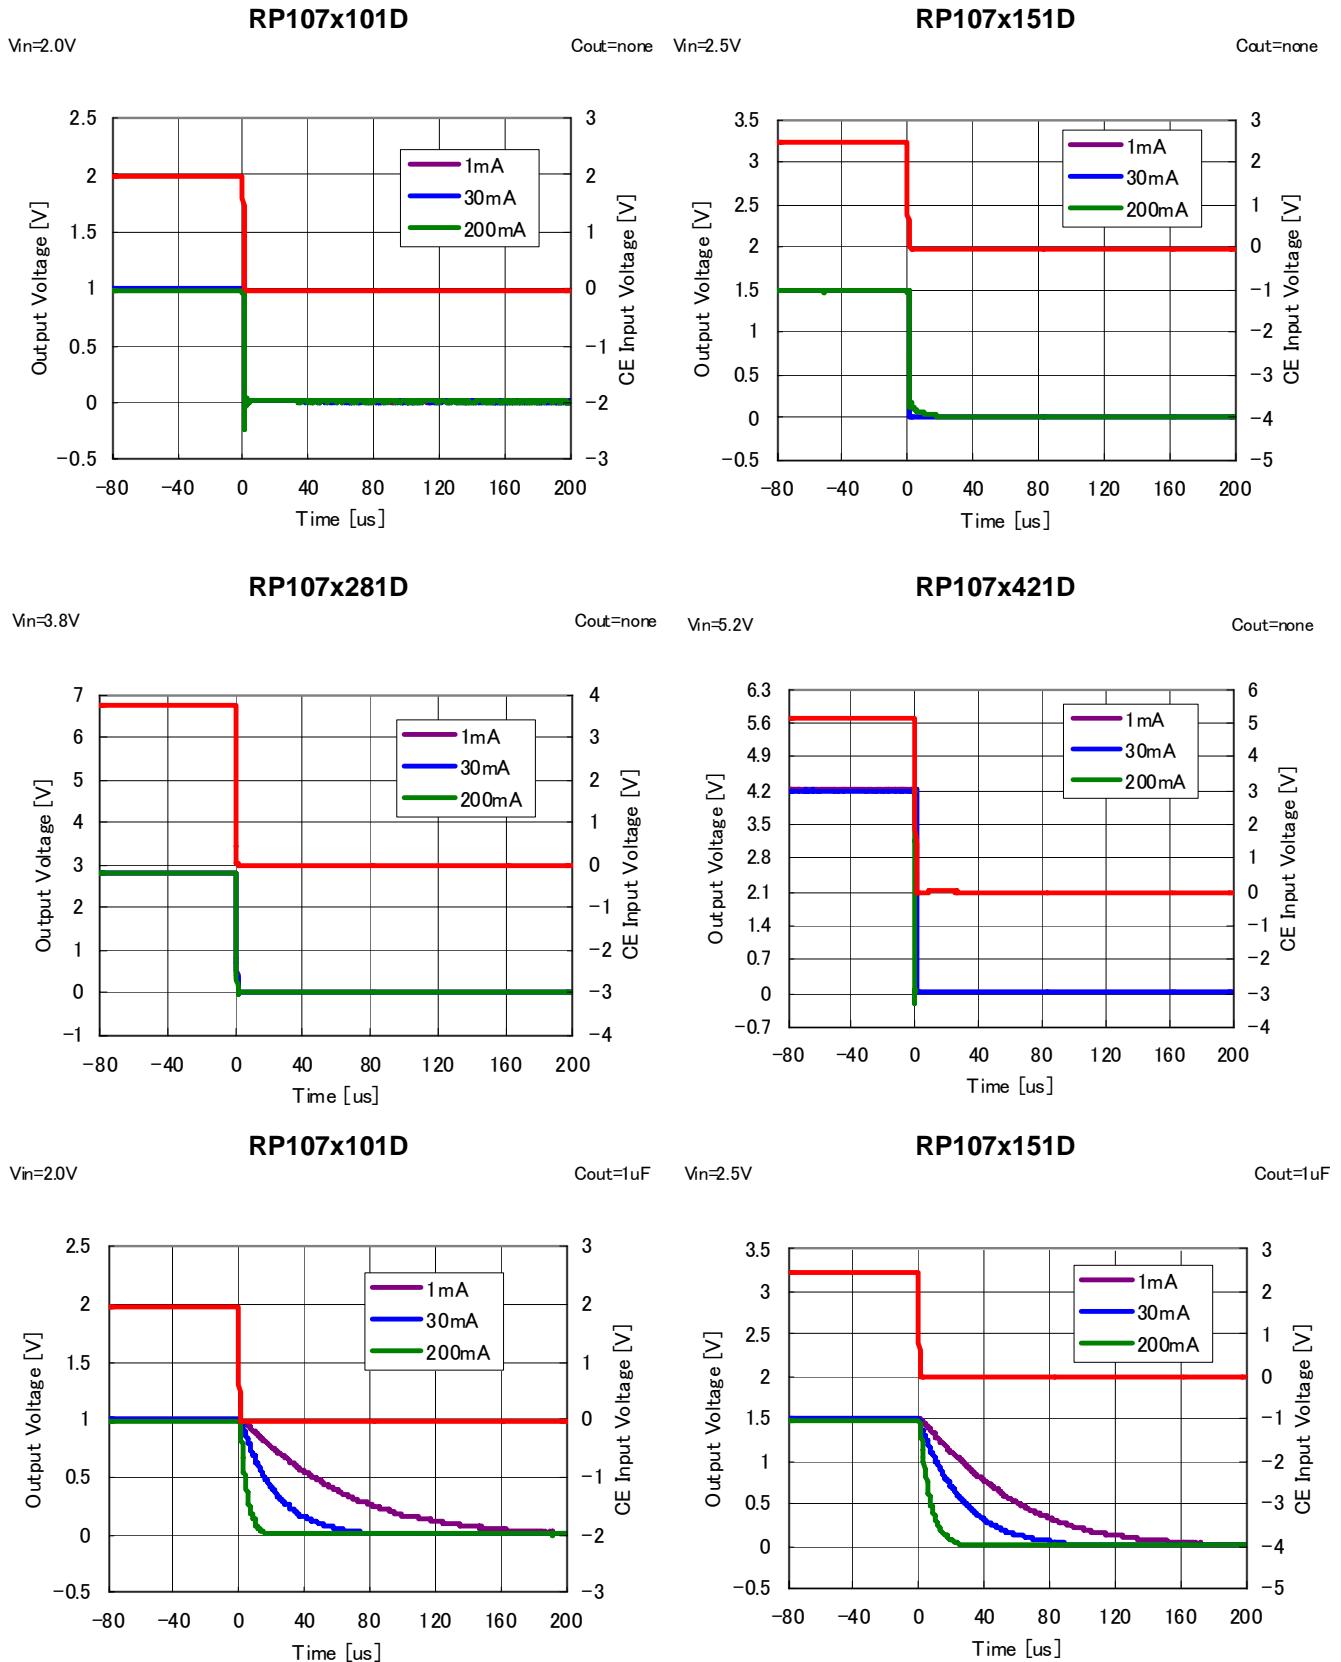 RP107x101D
Vin=2.0V
Cout=none
2.5
2
1.5
1
0.5
0
-0.5
3
2
1
0
-1
-2
-3
Output Voltage [V]
CE Input Voltage [V]
1mA
30mA
200mA
-80 -40 0 40 80 120 160 200
Time [us]
RP107x151D
Vin=2.5V
Cout=none
3.5
3
2.5
2
1.5
1
0.5
0
-0.5
3
2
1
0
-1
-2
-3
-4
-5
Output Voltage [V]
CE Input Voltage [V]
1mA
30mA
200mA
-80 -40 0 40 80 120 160 200
Time [us]
RP107x281D
Vin=3.8V
Cout=none
7
6
5
4
3
2
1
0
-1
4
3
2
1
0
-1
-2
-3
-4
Output Voltage [V]
CE Input Voltage [V]
1mA
30mA
200mA
-80 -40 0 40 80 120 160 200
Time [us]
RP107x421D
Vin=5.2V
Cout=none
6.3
5.6
4.9
4.2
3.5
2.8
2.1
1.4
0.7
0
-0.7
6
5
4
3
2
1
0
-1
-2
-3
-4
Output Voltage [V]
CE Input Voltage [V]
1mA
30mA
200mA
-80 -40 0 40 80 120 160 200
Time [us]
RP107x101D
Vin=2.0V
Cout=1uF
2.5
2
1.5
1
0.5
0
-0.5
3
2
1
0
-1
-2
-3
Output Voltage [V]
CE Input Voltage [V]
1mA
30mA
200mA
-80 -40 0 40 80 120 160 200
Time [us]
RP107x151D
Vin=2.5V
Cout=1uF
3.5
3
2.5
2
1.5
1
0.5
0
-0.5
3
2
1
0
-1
-2
-3
-4
-5
Output Voltage [V]
CE Input Voltage [V]
1mA
30mA
200mA
-80 -40 0 40 80 120 160 200
Time [us]